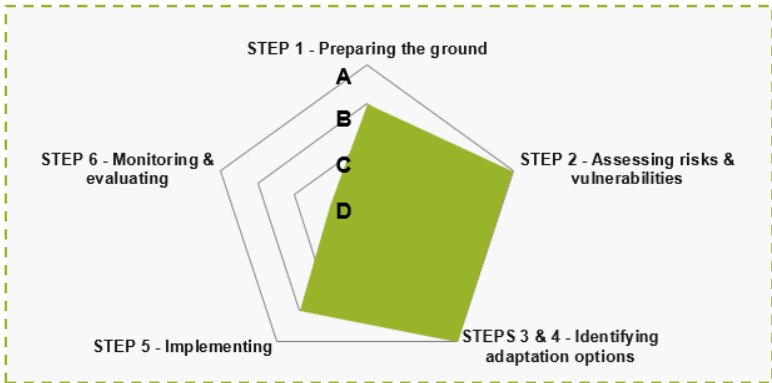 STEP 1 - Preparing the ground
A
B
C
D
STEP 6 - Monitoring &
evaluating
STEP 2 - Assessing risks &
vulnerabilities
STEP 5 - Implementing
STEPS 3 & 4 - Identifying
adaptation options